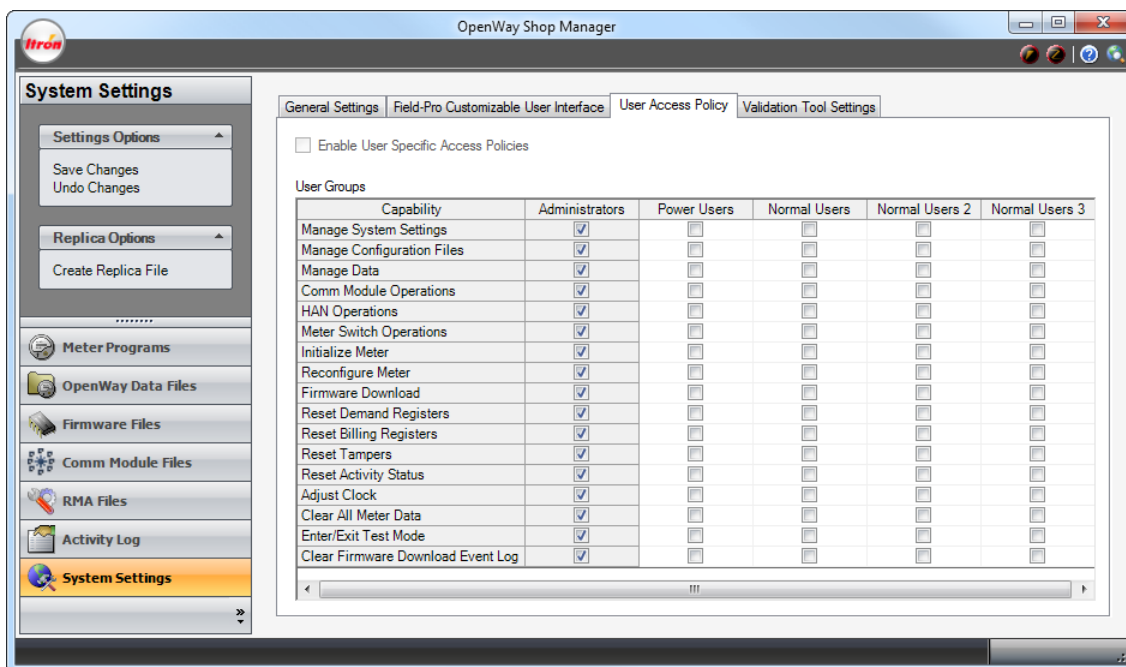 OpenWay Shop Manager
Itron
System Settings
Settings Options
Save Changes
Undo Changes
Replica Options
Create Replica File
Meter Programs
OpenWay Data Files
Firmware Files
Comm Module Files
RMA Files
Activity Log
System Settings
General Settings Field-Pro Customizable User Interface User Access Policy Validation Tool Settings
Enable User Specific Access Policies
User Groups
Capability Administrators Power Users Normal Users Normal Users 2 Normal Users 3
Manage System Settings
Manage Configuration Files
Manage Data
Comm Module Operations
HAN Operations
Meter Switch Operations
Initialize Meter
Reconfigure Meter
Firmware Download
Reset Demand Registers
Reset Billing Registers
Reset Tampers
Reset Activity Status
Adjust Clock
Clear All Meter Data
Enter/Exit Test Mode
Clear Firmware Download Event Log